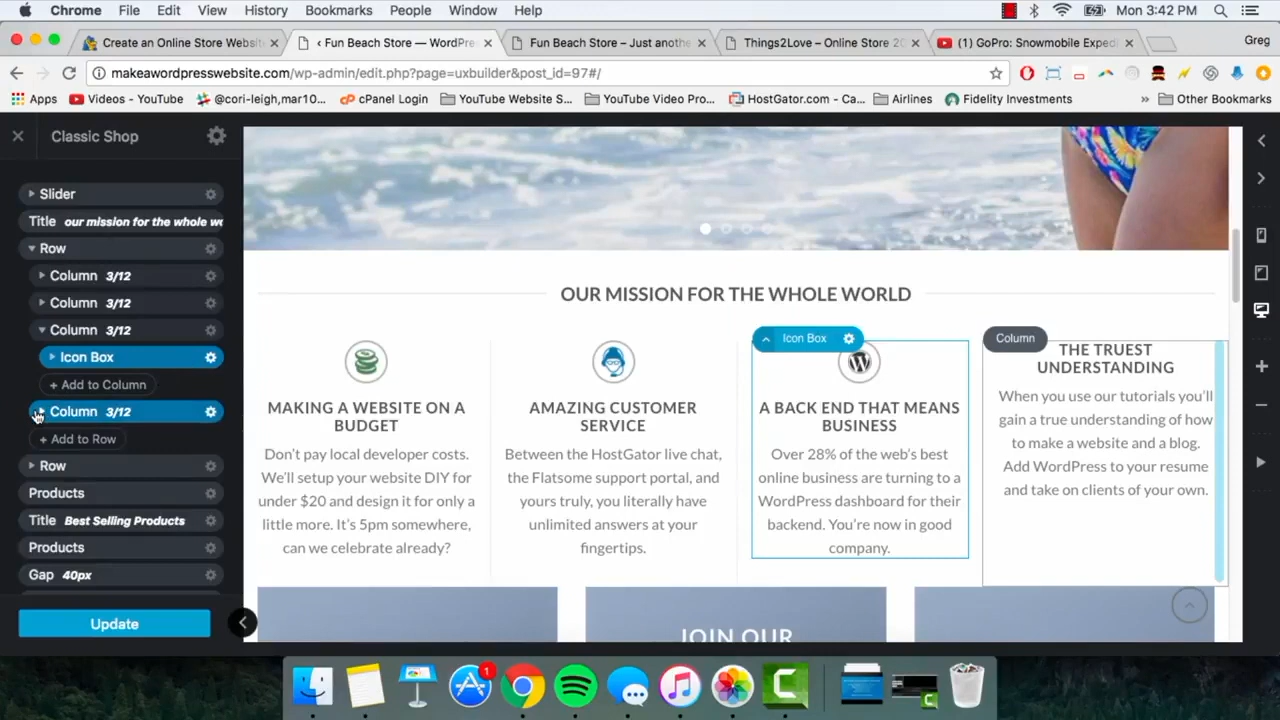 Chrome File Edit View History Bookmarks People Window Help Mon 3:42 PM
Create an Online Store Websit × ‹ Fun Beach Store — WordPre × Fun Beach Store – Just anothe × Things2Love – Online Store 20 × (1) GoPro: Snowmobile Exped × Greg
makeawordpresswebsite.com/wp-admin/edit.php?page=uxbuilder&post_id=97#/
Apps Videos - YouTube @cori-leigh,mar10... cPanel Login YouTube Website S... YouTube Video Pro... HostGator.com - Ca... Airlines Fidelity Investments » Other Bookmarks
Classic Shop
Slider
Title our mission for the whole wo
Row
Column 3/12
Column 3/12
Column 3/12
Icon Box
+ Add to Column
Column 3/12
+ Add to Row
Row
Products
Title Best Selling Products
Products
Gap 40px
Update
OUR MISSION FOR THE WHOLE WORLD
MAKING A WEBSITE ON A
BUDGET
Don't pay local developer costs.
We'll setup your website DIY for
under $20 and design it for only a
little more. It's 5pm somewhere,
can we celebrate already?
AMAZING CUSTOMER
SERVICE
Between the HostGator live chat,
the Flatsome support portal, and
yours truly, you literally have
unlimited answers at your
fingertips.
Icon Box
A BACK END THAT MEANS
BUSINESS
Over 28% of the web's best
online business are turning to a
WordPress dashboard for their
backend. You're now in good
company.
Column
THE TRUEST
UNDERSTANDING
When you use our tutorials you'll
gain a true understanding of how
to make a website and a blog.
Add WordPress to your resume
and take on clients of your own.
JOIN OUR
1